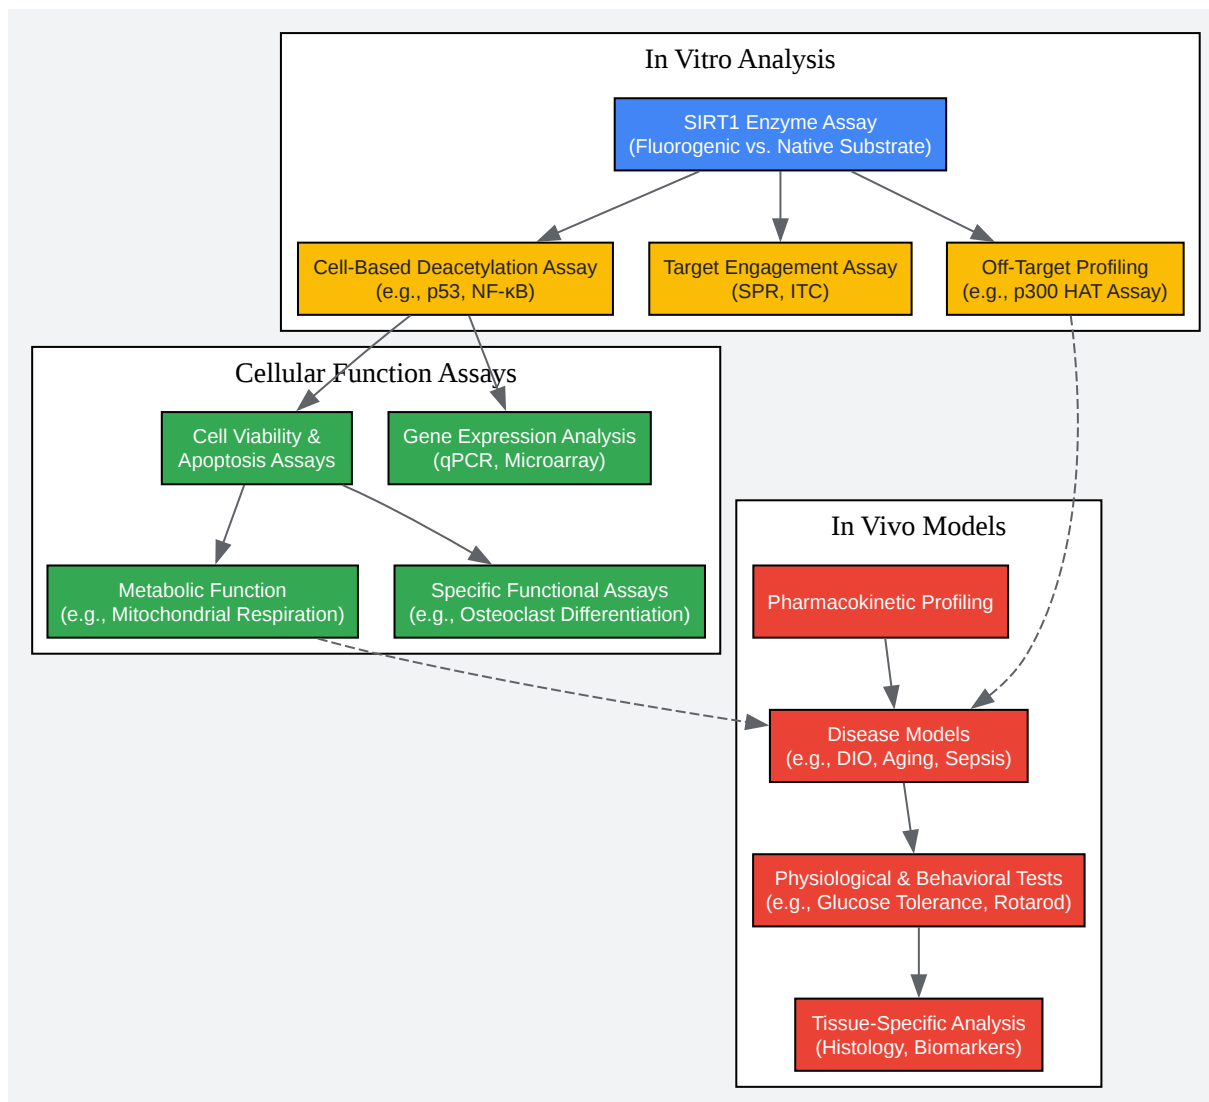 In Vitro Analysis
SIRT1 Enzyme Assay
(Fluorogenic vs. Native Substrate)
Cell-Based Deacetylation Assay
(e.g., p53, NF-κB)
Target Engagement Assay
(SPR, ITC)
Off-Target Profiling
(e.g., p300 HAT Assay)
Cellular Function Assays
Cell Viability &
Apoptosis Assays
Gene Expression Analysis
(qPCR, Microarray)
Metabolic Function
(e.g., Mitochondrial Respiration)
Specific Functional Assays
(e.g., Osteoclast Differentiation)
In Vivo Models
Pharmacokinetic Profiling
Disease Models
(e.g., DIO, Aging, Sepsis)
Physiological & Behavioral Tests
(e.g., Glucose Tolerance, Rotarod)
Tissue-Specific Analysis
(Histology, Biomarkers)